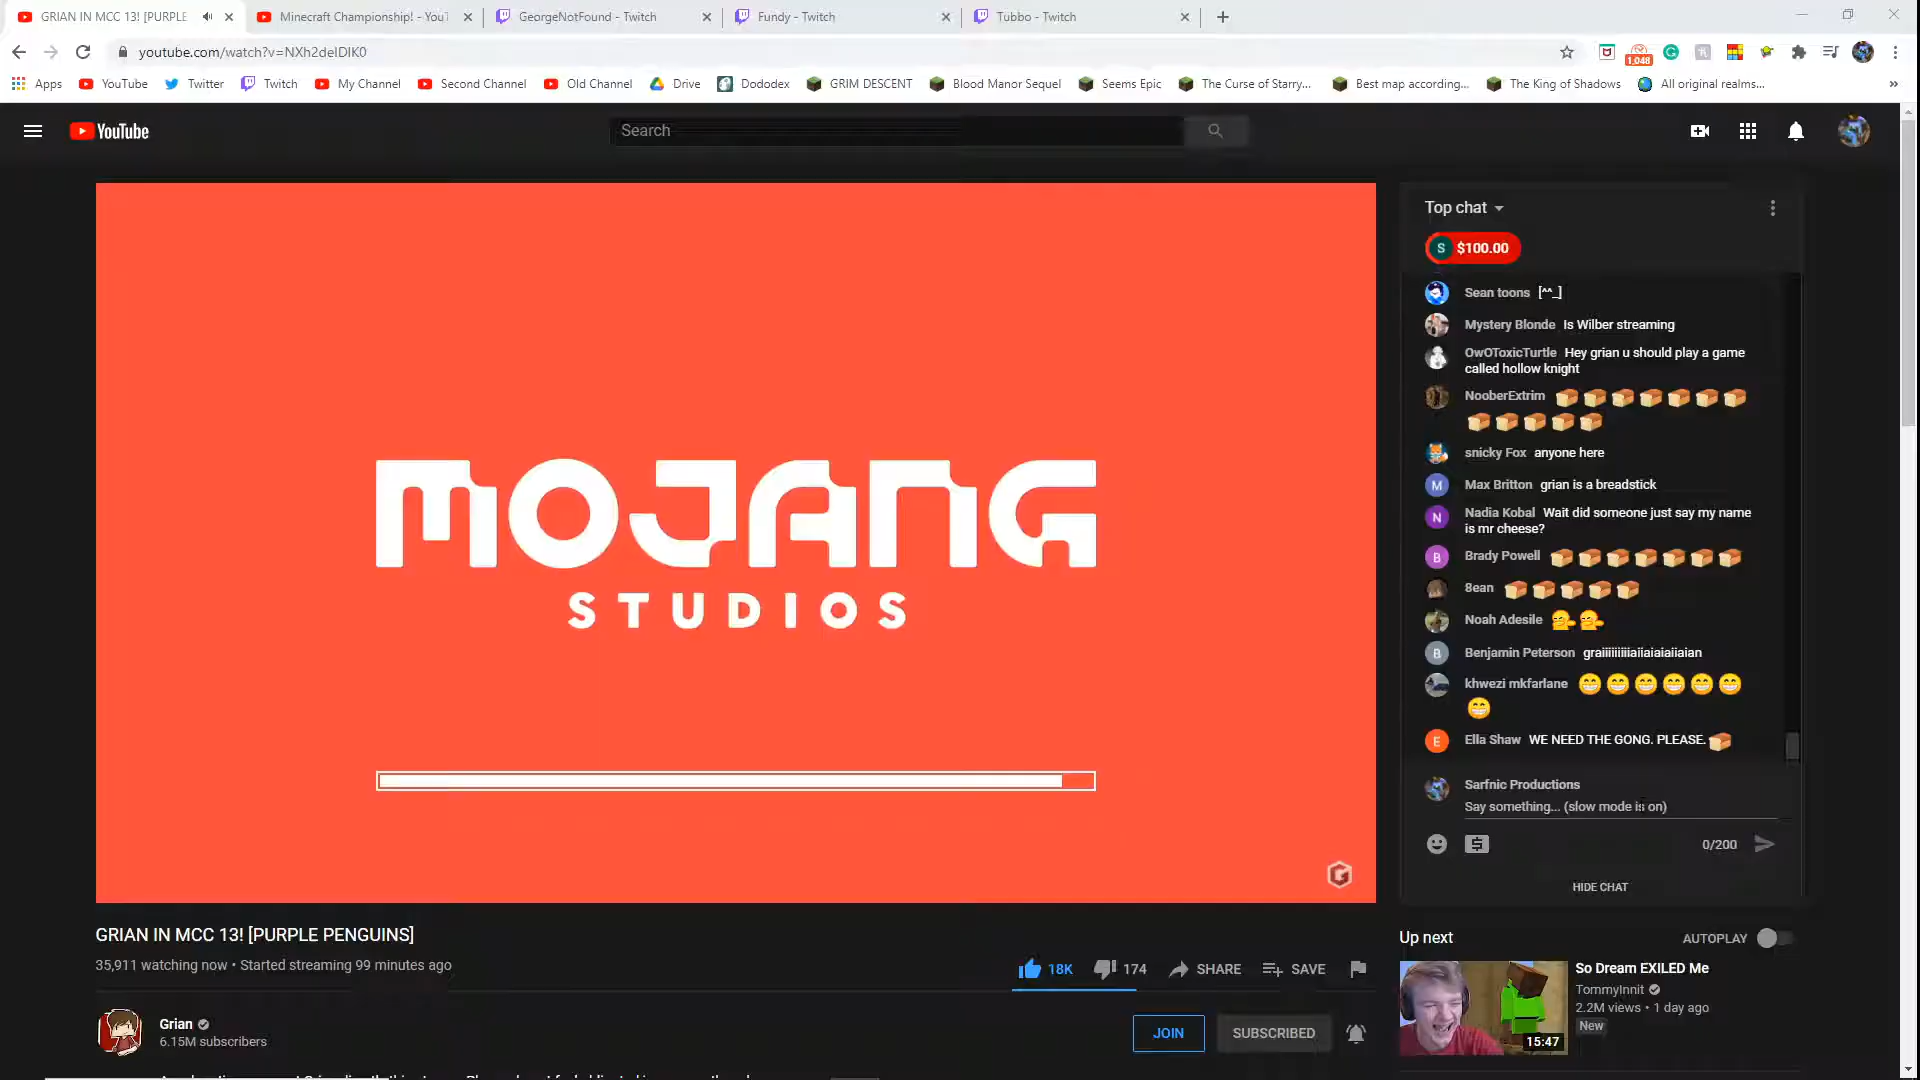 GRIAN IN MCC 13! [PURPLE
Minecraft Championship! - YouT
GeorgeNotFound - Twitch
Fundy - Twitch
Tubbo - Twitch
youtube.com/watch?v=NXh2delDIK0
1,048
Apps
YouTube
Twitter
Twitch
My Channel
Second Channel
Old Channel
Drive
Dododex
GRIM DESCENT
Blood Manor Sequel
Seems Epic
The Curse of Starry...
Best map according...
The King of Shadows
All original realms...
YouTube
Search
MOJANG
STUDIOS
Top chat
S $100.00
Sean toons [^^_]
Mystery Blonde Is Wilber streaming
OwOToxicTurtle Hey grian u should play a game
called hollow knight
NooberExtrim 🍞🍞🍞🍞🍞🍞🍞
🍞🍞🍞🍞🍞
snicky Fox anyone here
M Max Britton grian is a breadstick
N Nadia Kobal Wait did someone just say my name
is mr cheese?
B Brady Powell 🍞🍞🍞🍞🍞🍞🍞
8ean 🍞🍞🍞🍞🍞
Noah Adesile
B Benjamin Peterson graiiiiiiiiiaiiaiaiaiiaian
khwezi mkfarlane 😁😁😁😁😁😁
😁
E Ella Shaw WE NEED THE GONG. PLEASE.🍞
Sarfnic Productions
Say something... (slow mode is on)
0/200
HIDE CHAT
GRIAN IN MCC 13! [PURPLE PENGUINS]
35,911 watching now • Started streaming 99 minutes ago
18K
174
SHARE
SAVE
Grian
6.15M subscribers
JOIN
SUBSCRIBED
Up next
AUTOPLAY
So Dream EXILED Me
TommyInnit
2.2M views • 1 day ago
New
15:47